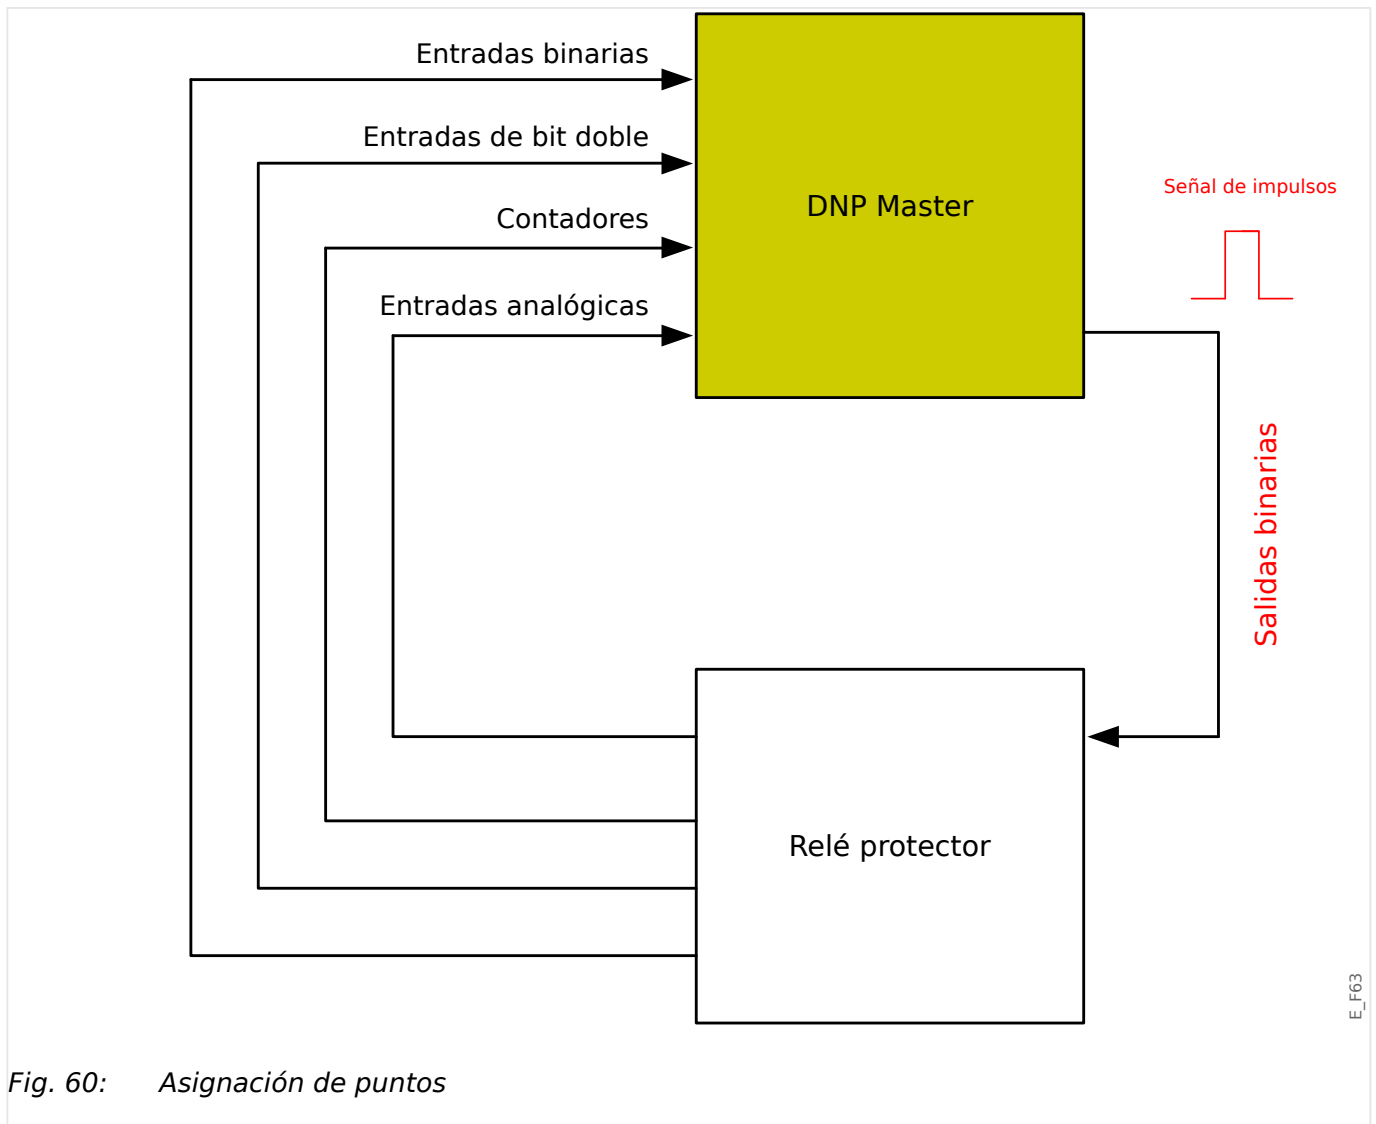 Entradas binarias
Entradas de bit doble
Contadores
Entradas analógicas
DNP Master
Señal de impulsos
Salidas binarias
Relé protector
E_F63
Fig. 60: Asignación de puntos